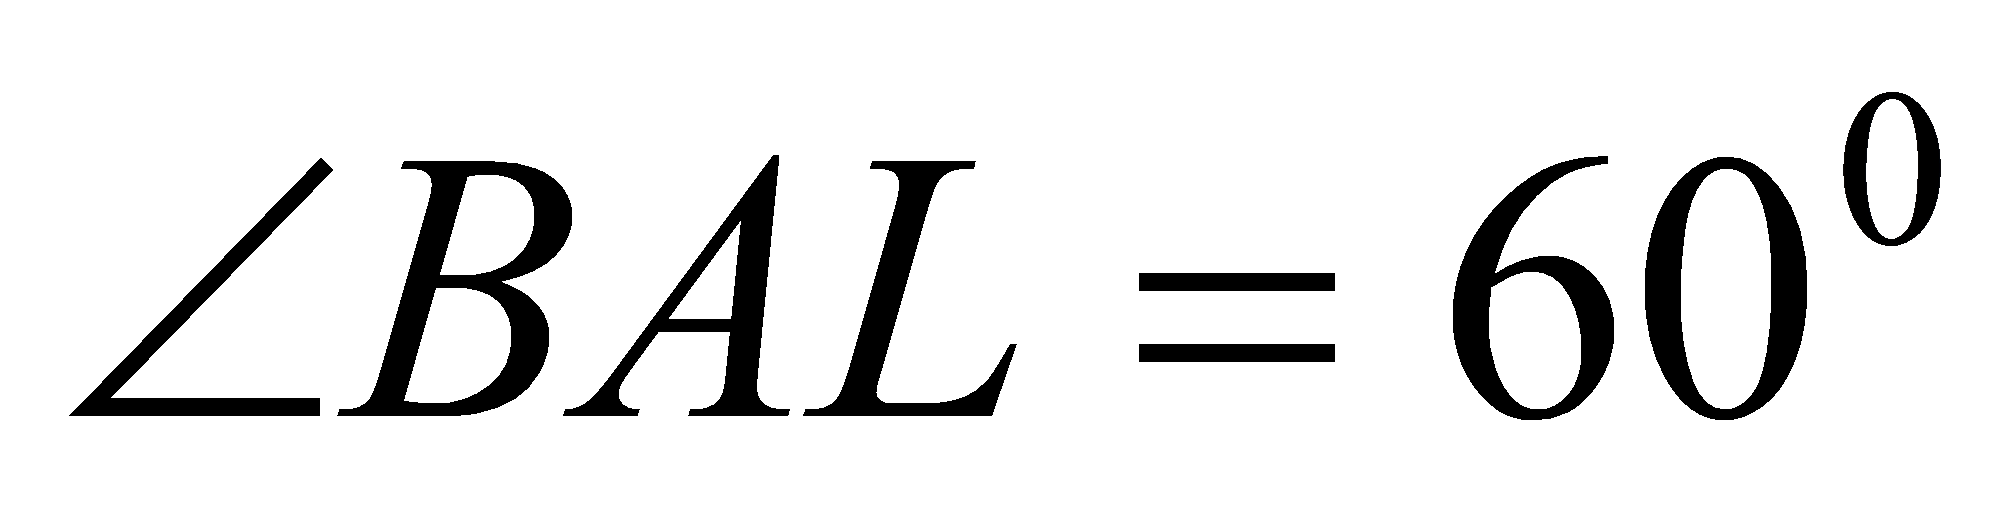 ∠BAL = 60⁰